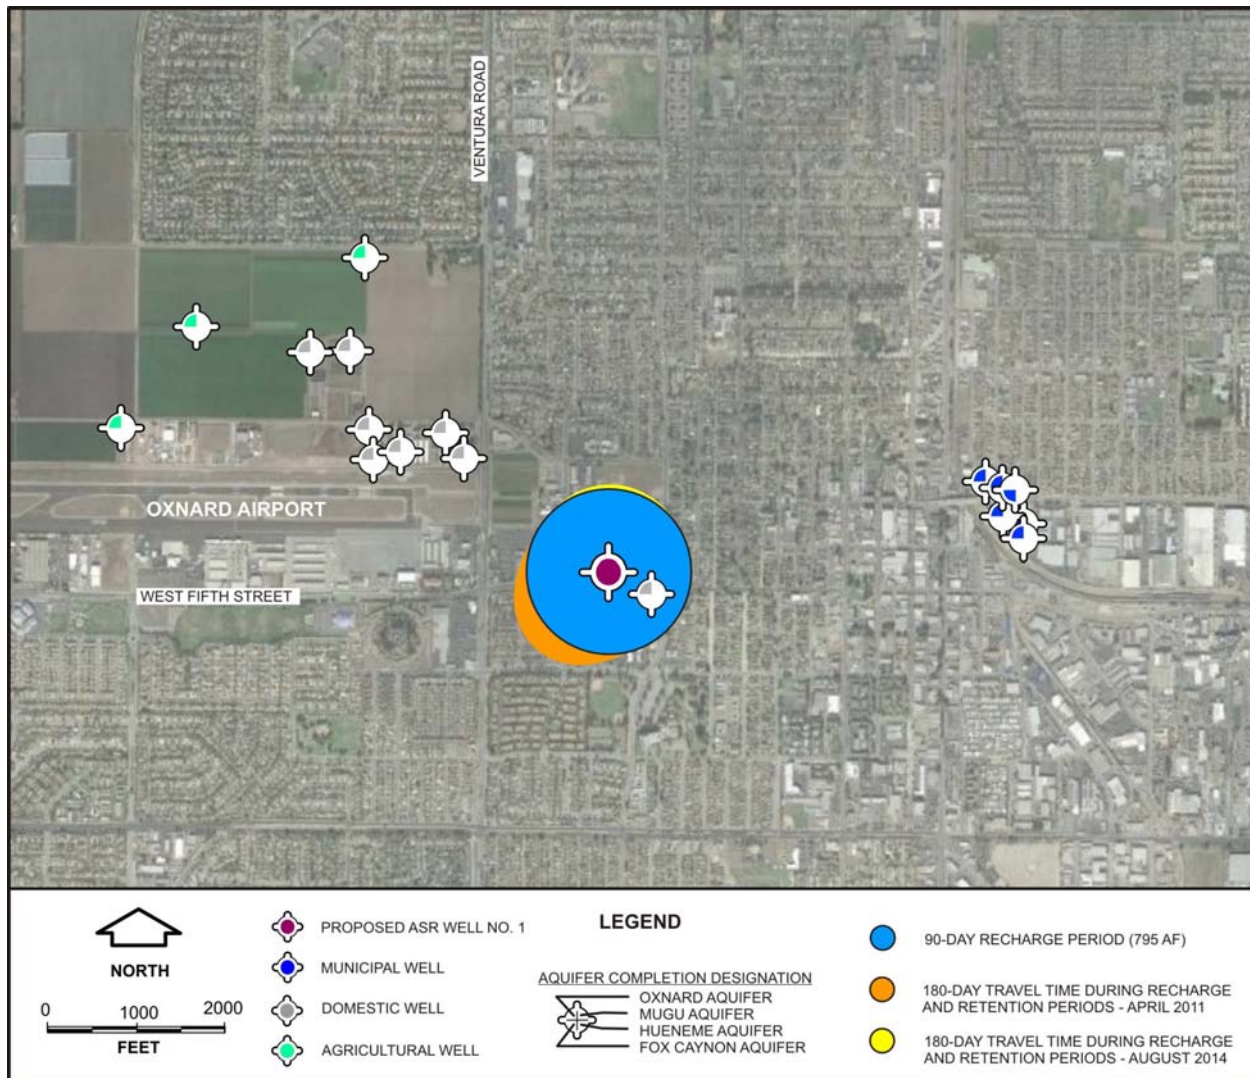 VENTURA ROAD
OXNARD AIRPORT
WEST FIFTH STREET
NORTH
0 1000 2000
FEET
PROPOSED ASR WELL NO. 1
MUNICIPAL WELL
DOMESTIC WELL
AGRICULTURAL WELL
LEGEND
AQUIFER COMPLETION DESIGNATION
OXNARD AQUIFER
MUGU AQUIFER
HUENEME AQUIFER
FOX CAYNON AQUIFER
90-DAY RECHARGE PERIOD (795 AF)
180-DAY TRAVEL TIME DURING RECHARGE
AND RETENTION PERIODS - APRIL 2011
180-DAY TRAVEL TIME DURING RECHARGE
AND RETENTION PERIODS - AUGUST 2014